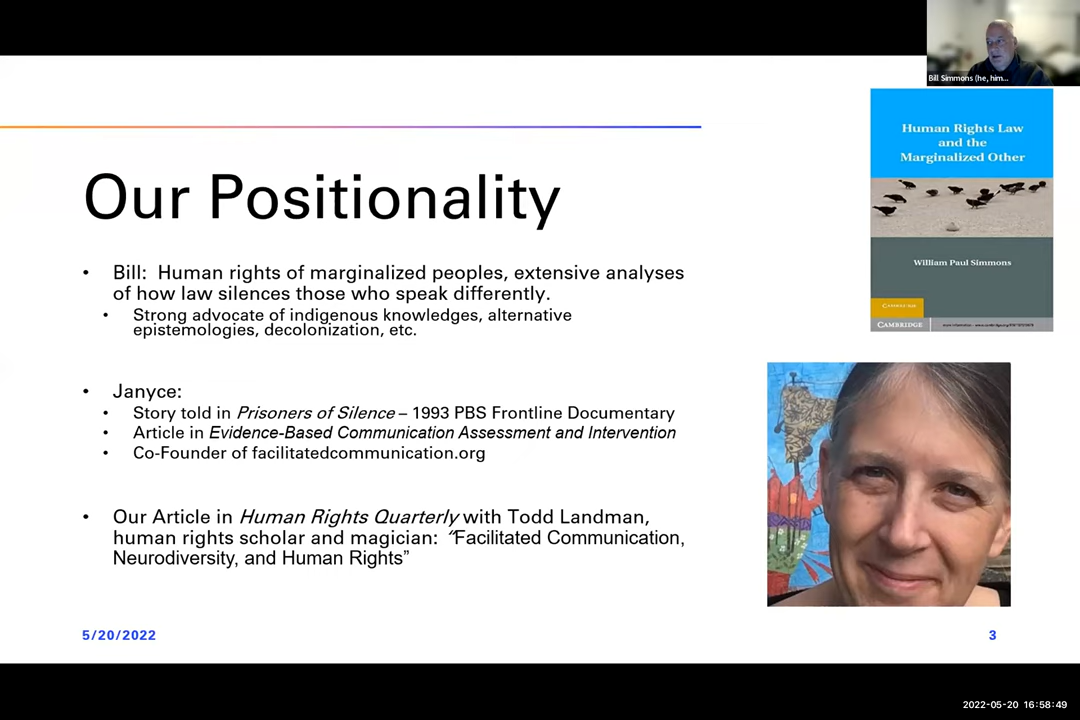 Bill Simmons (he, him...
Human Rights Law
and the
Marginalized Other
William Paul Simmons
CAMBRIDGE
Our Positionality
• Bill: Human rights of marginalized peoples, extensive analyses
of how law silences those who speak differently.
• Strong advocate of indigenous knowledges, alternative
epistemologies, decolonization, etc.
• Janyce:
• Story told in Prisoners of Silence – 1993 PBS Frontline Documentary
• Article in Evidence-Based Communication Assessment and Intervention
• Co-Founder of facilitatedcommunication.org
• Our Article in Human Rights Quarterly with Todd Landman,
human rights scholar and magician: “Facilitated Communication,
Neurodiversity, and Human Rights”
5/20/2022
3
2022-05-20 16:58:49